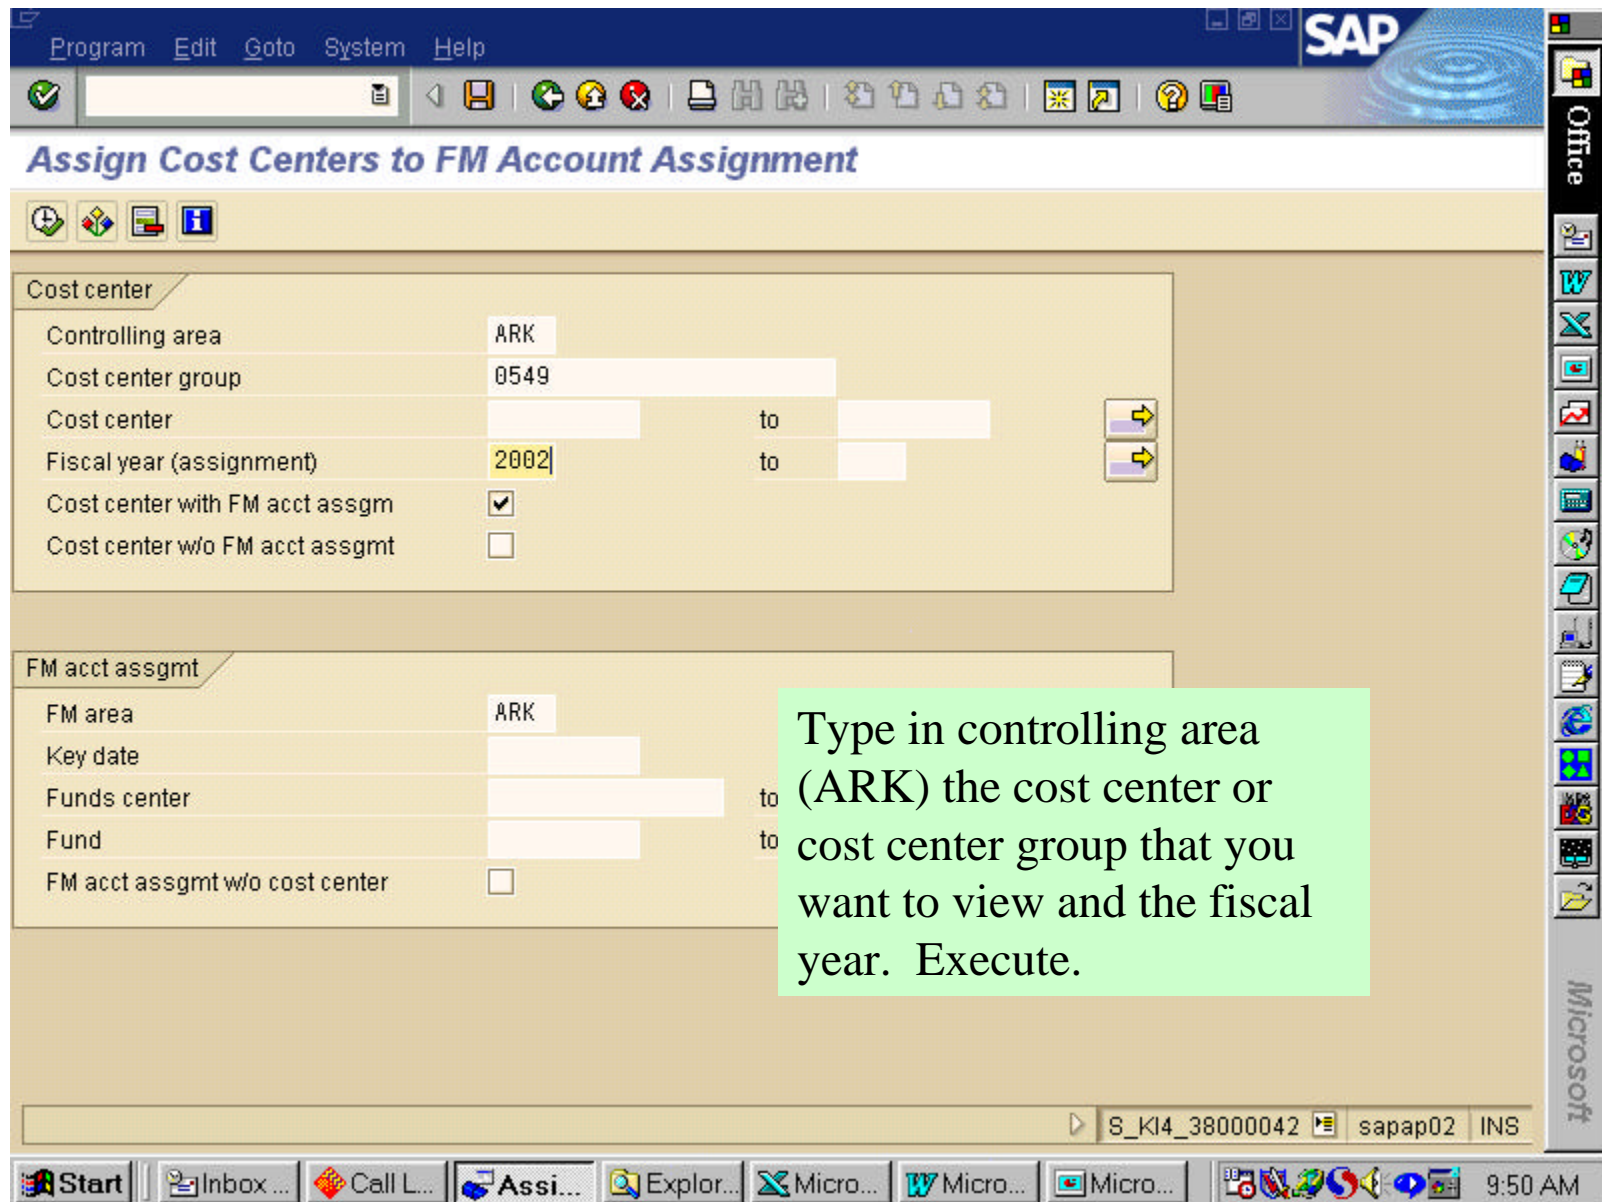 Program Edit Goto System Help
SAP
Assign Cost Centers to FM Account Assignment
Cost center
Controlling area ARK
Cost center group 0549
Cost center to
Fiscal year (assignment) 2002 to
Cost center with FM acct assgm
Cost center w/o FM acct assgmt
FM acct assgmt
FM area ARK
Key date
Funds center to
Fund to
FM acct assgmt w/o cost center
Type in controlling area
(ARK) the cost center or
cost center group that you
want to view and the fiscal
year. Execute.
S_KI4_38000042 sapap02 INS
Start Inbox ... Call L... Assi... Explor... Micro... Micro... Micro... 9:50 AM
Office
Microsoft